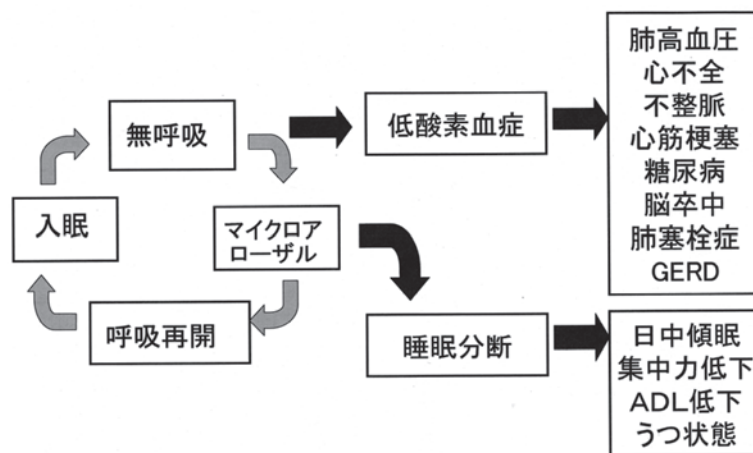 無呼吸
入眠
マイクロア
ローザル
呼吸再開
低酸素血症
睡眠分断
肺高血圧
心不全
不整脈
心筋梗塞
糖尿病
脳卒中
肺塞栓症
GERD
日中傾眠
集中力低下
ADL低下
うつ状態